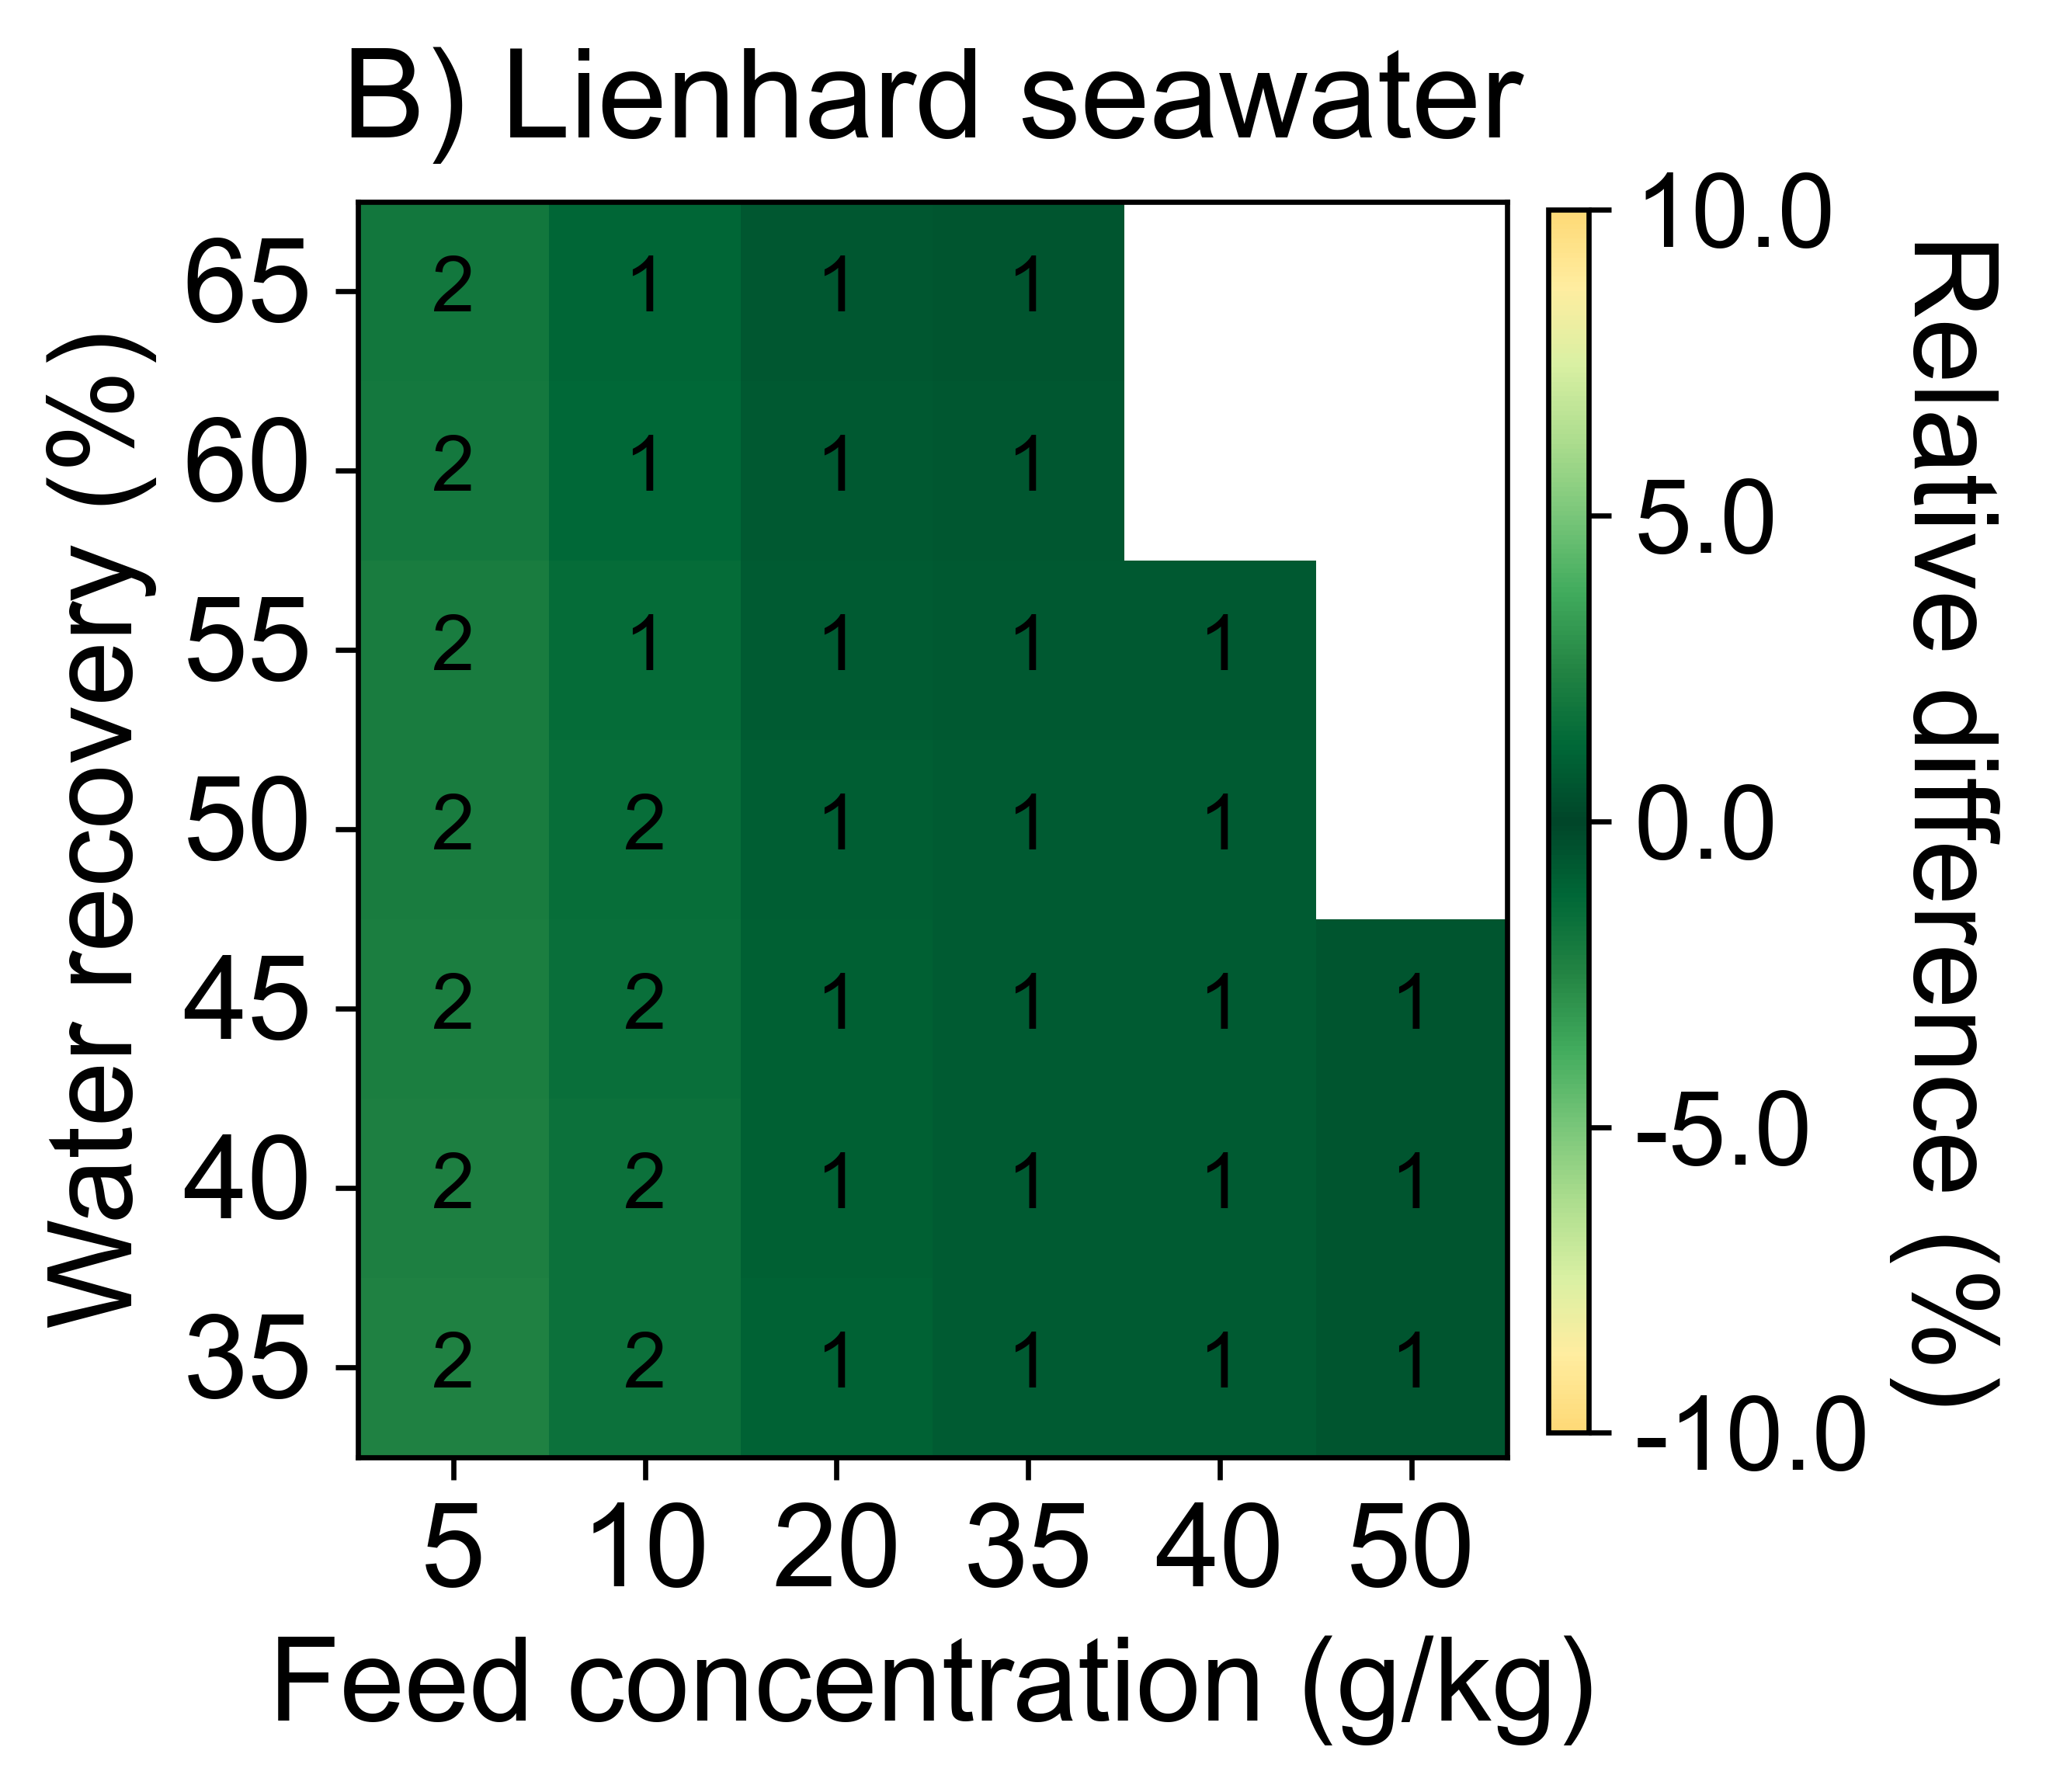 B) Lienhard seawater
Water recovery (%)
65 2 1 1 1
60 2 1 1 1
55 2 1 1 1 1
50 2 2 1 1 1
45 2 2 1 1 1 1
40 2 2 1 1 1 1
35 2 2 1 1 1 1
5 10 20 35 40 50
Feed concentration (g/kg)
10.0
5.0
0.0
-5.0
-10.0
Relative difference (%)